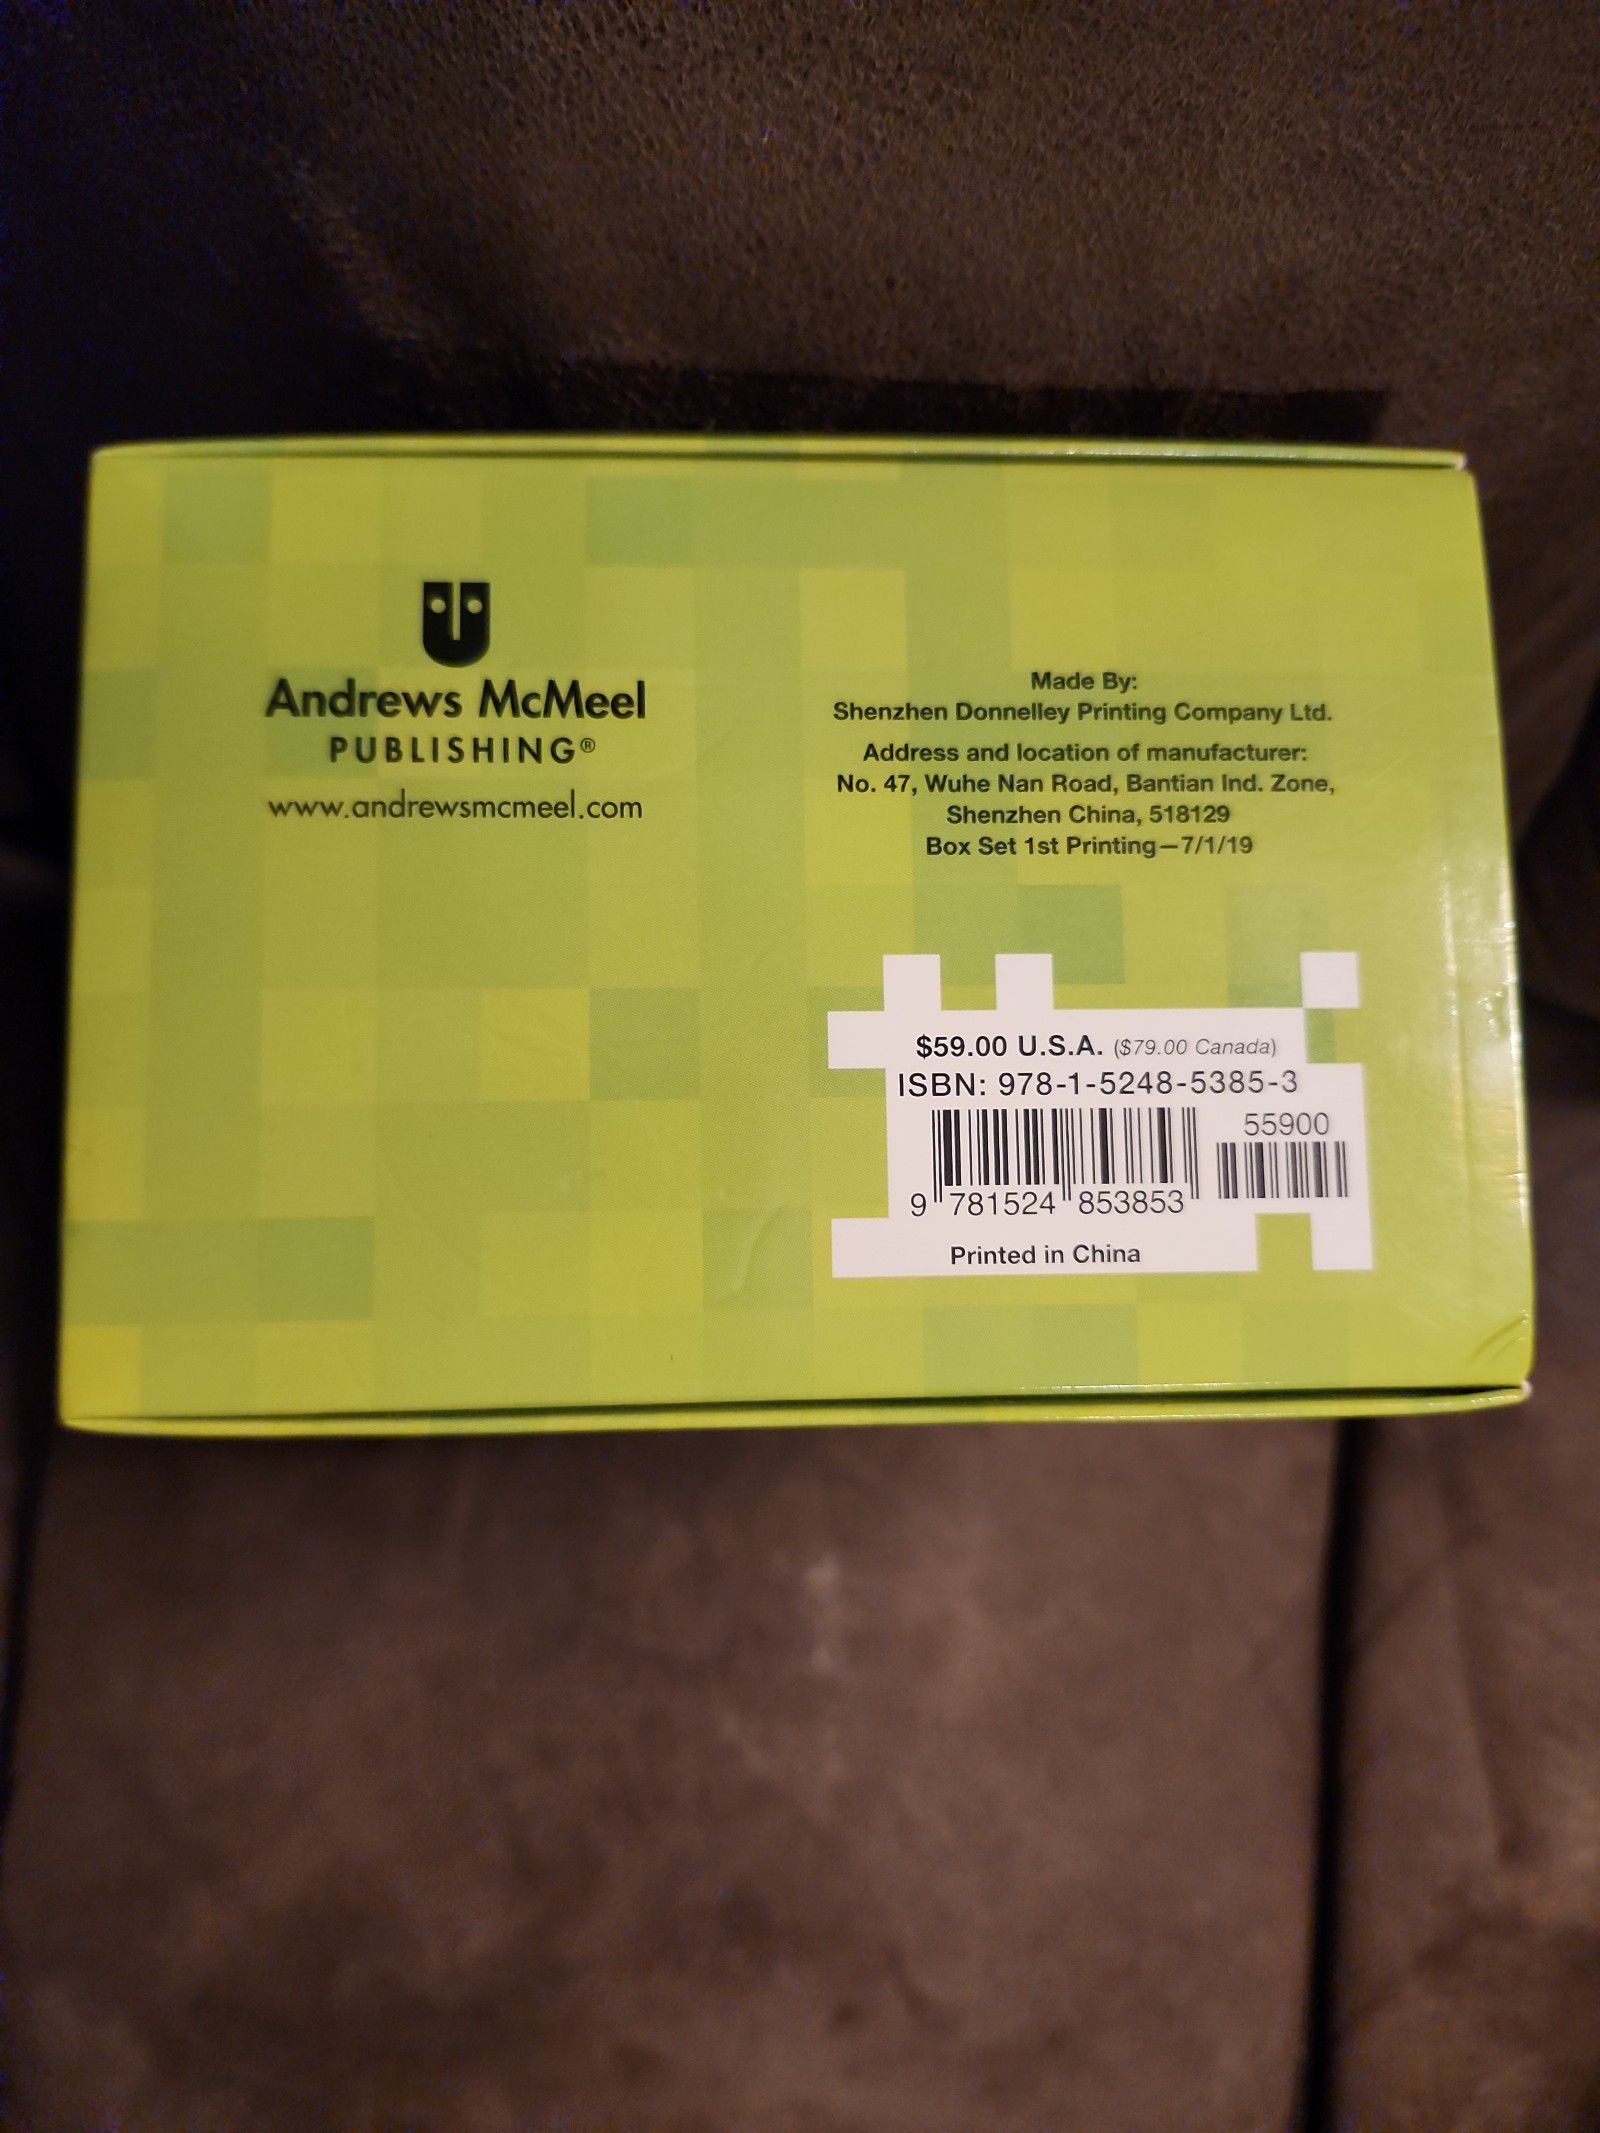 Andrews McMeel
PUBLISHING®
www.andrewsmcmeel.com
Made By:
Shenzhen Donnelley Printing Company Ltd.
Address and location of manufacturer:
No. 47, Wuhe Nan Road, Bantian Ind. Zone,
Shenzhen China, 518129
Box Set 1st Printing—7/1/19
$59.00 U.S.A. ($79.00 Canada)
ISBN: 978-1-5248-5385-3
55900
9 781524 853853
Printed in China